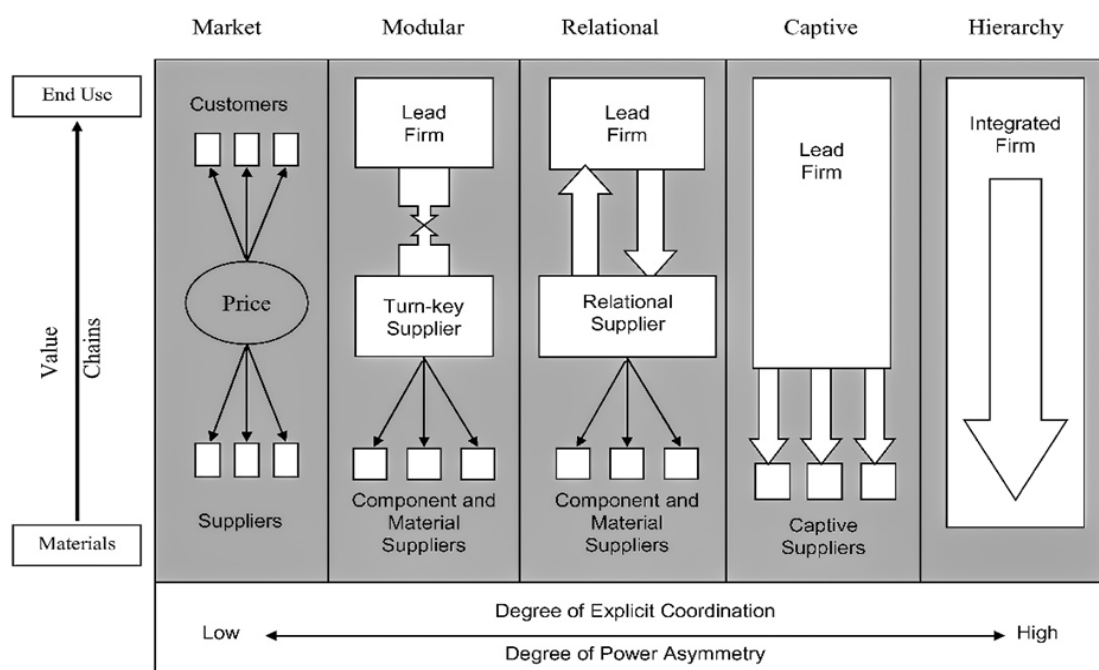 Market
Modular
Relational
Captive
Hierarchy
End Use
Value
Chains
Materials
Customers
Price
Suppliers
Lead
Firm
Turn-key
Supplier
Component and
Material
Suppliers
Lead
Firm
Relational
Supplier
Component and
Material
Suppliers
Lead
Firm
Captive
Suppliers
Integrated
Firm
Degree of Explicit Coordination
Low
High
Degree of Power Asymmetry